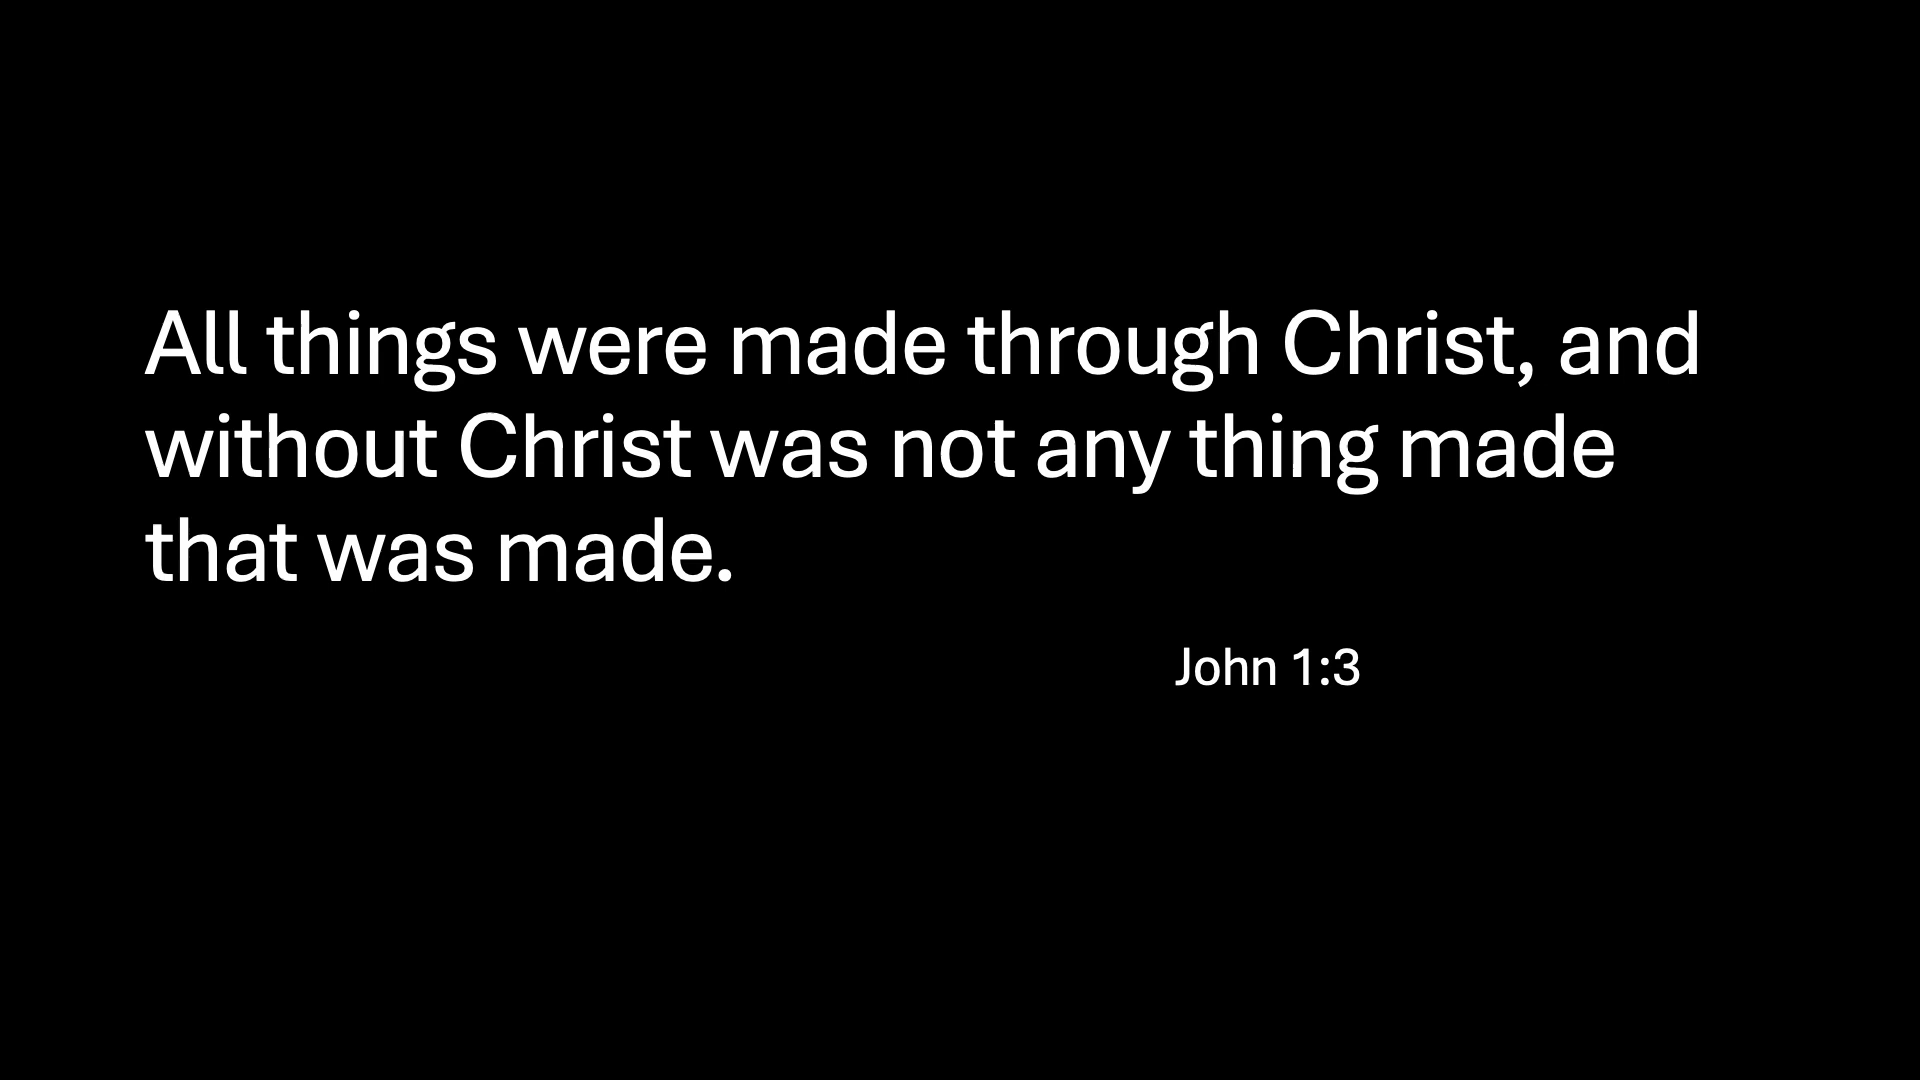 All things were made through Christ, and
without Christ was not any thing made
that was made.
John 1:3